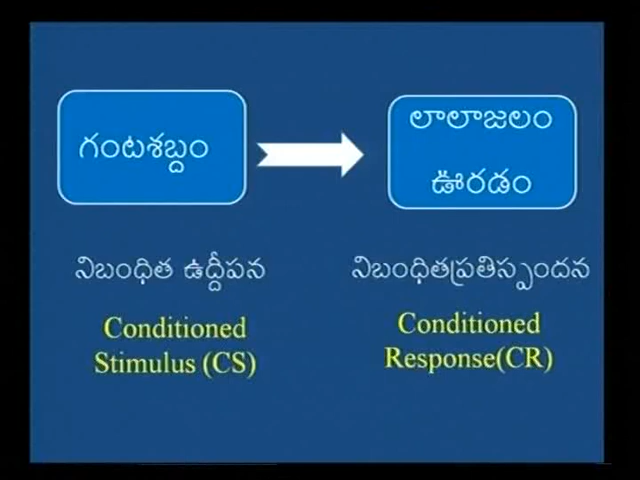 గంటశబ్దం
లాలాజలం
ఊరడం
నిబంధిత ఉద్దీపన
నిబంధితప్రతిస్పందన
Conditioned
Stimulus (CS)
Conditioned
Response(CR)